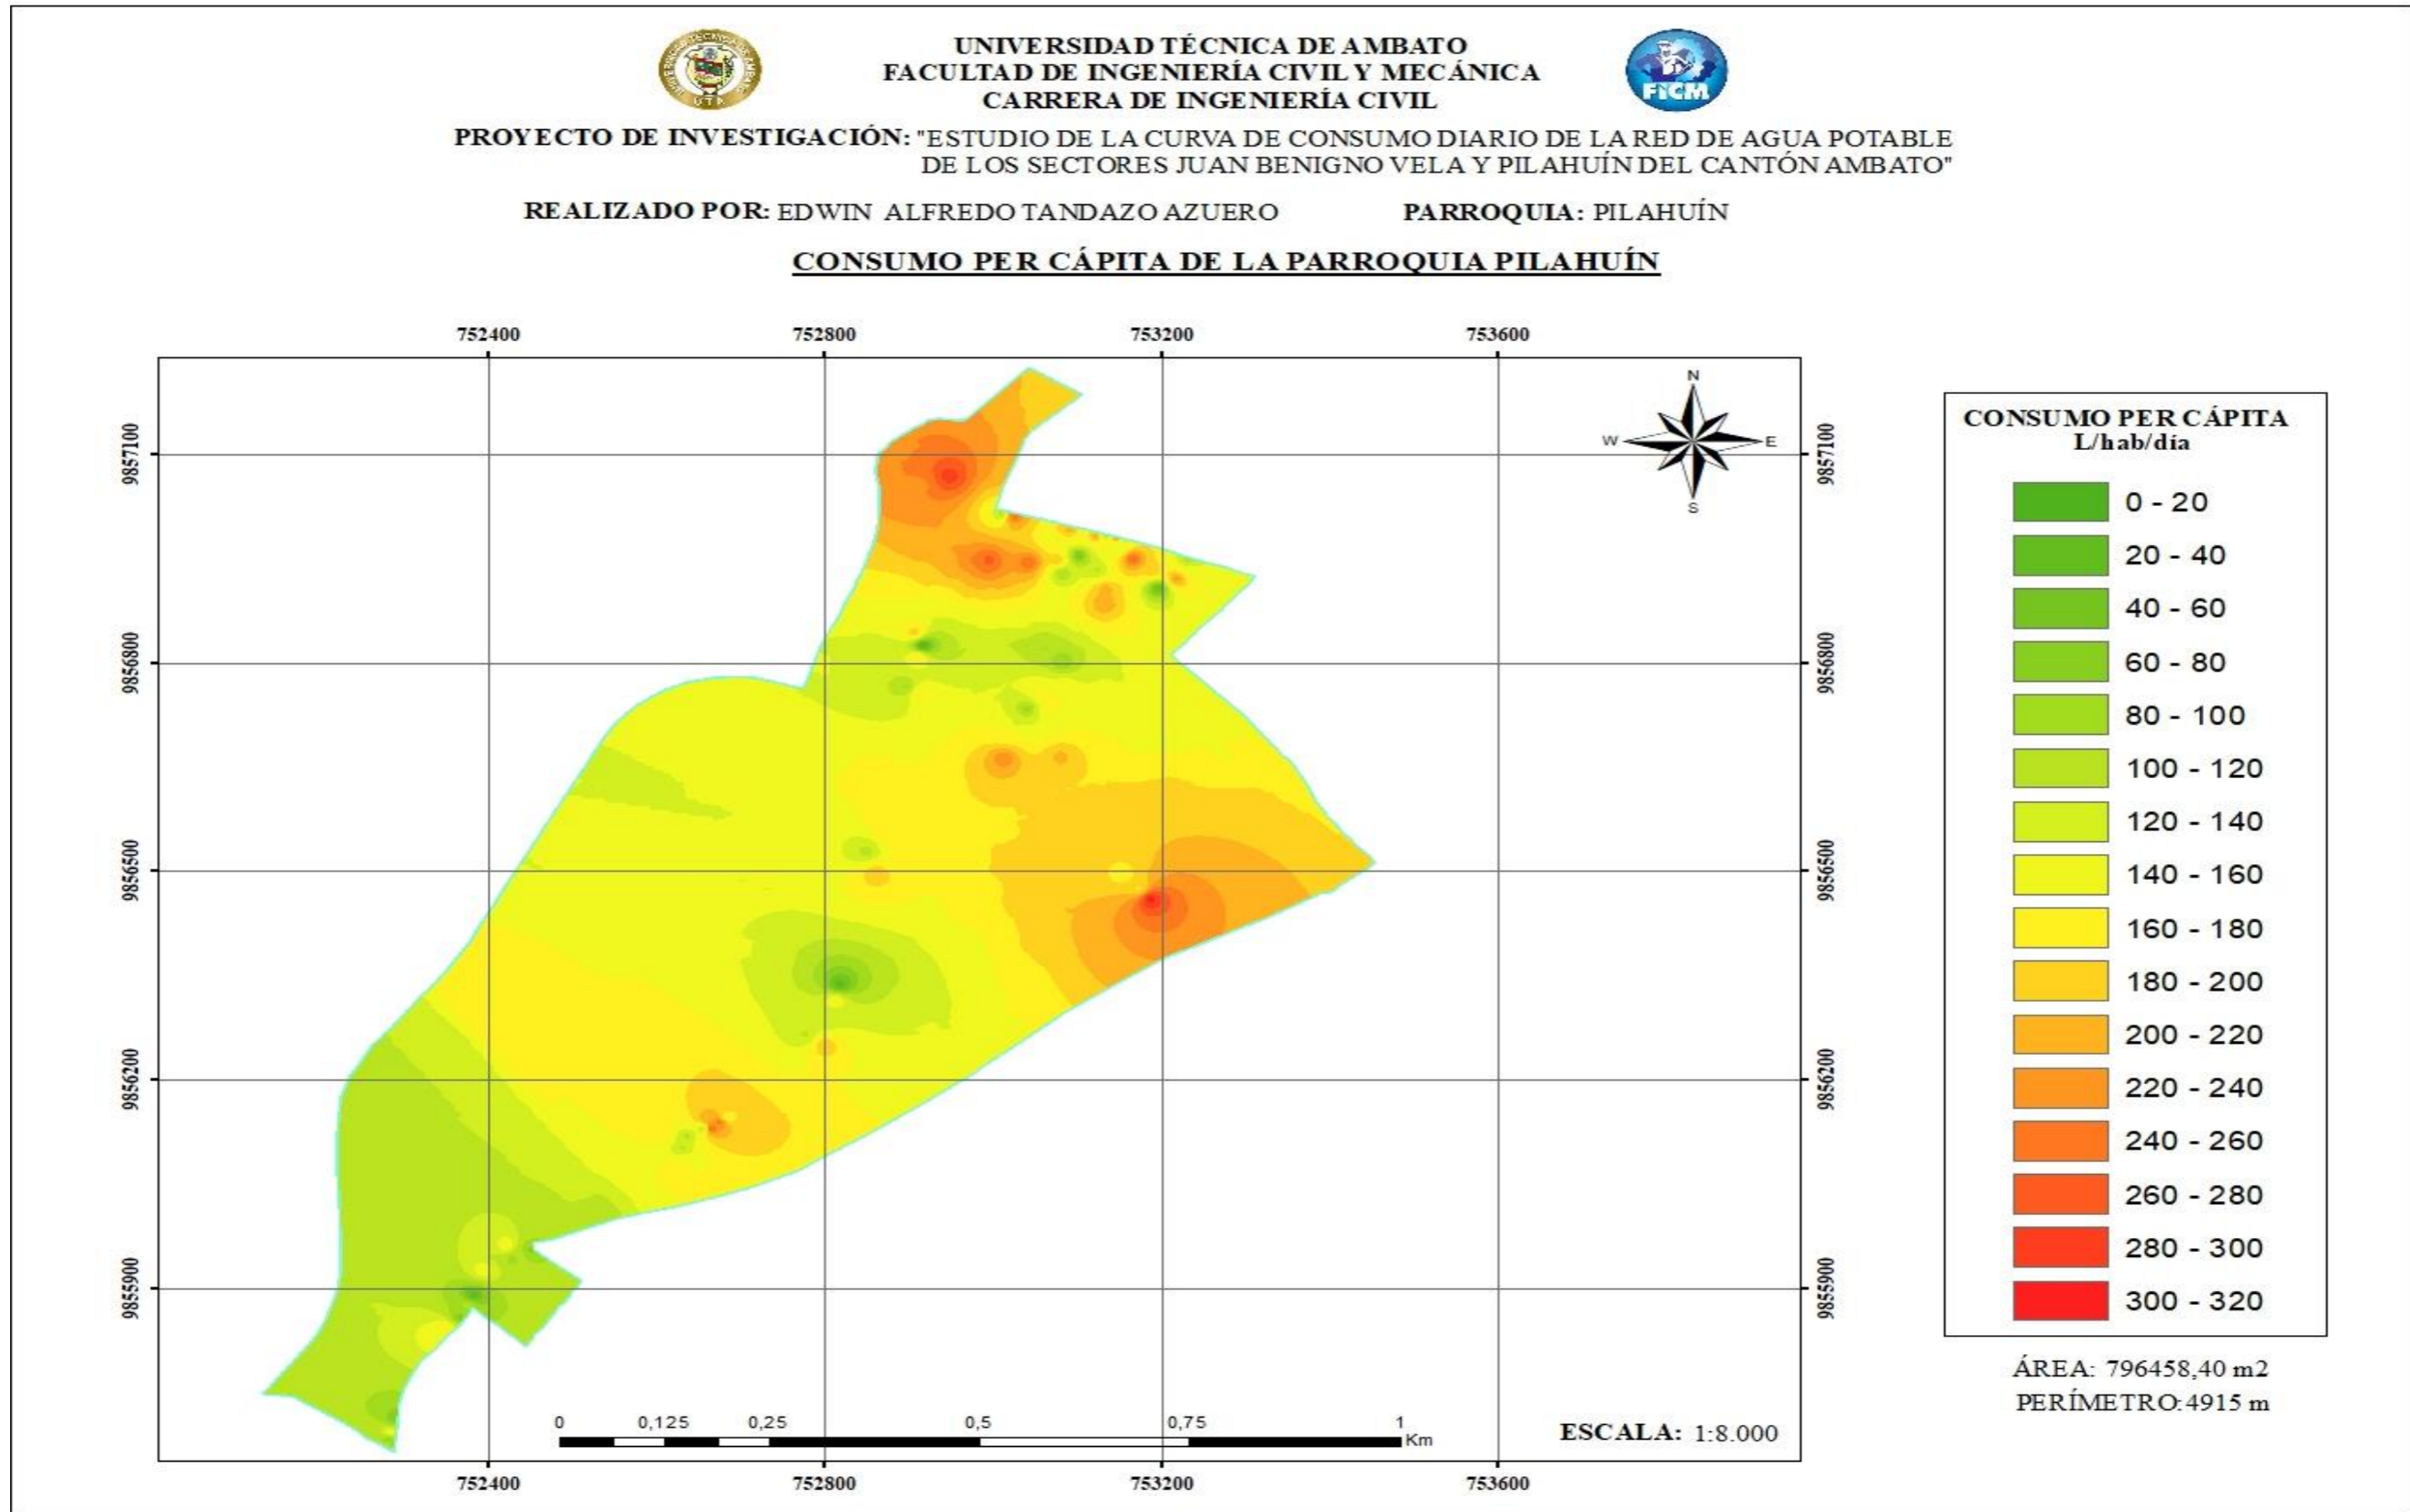 UNIVERSIDAD TÉCNICA DE AMBATO
FACULTAD DE INGENIERÍA CIVIL Y MECÁNICA
CARRERA DE INGENIERÍA CIVIL
FICM
PROYECTO DE INVESTIGACIÓN: "ESTUDIO DE LA CURVA DE CONSUMO DIARIO DE LA RED DE AGUA POTABLE
DE LOS SECTORES JUAN BENIGNO VELA Y PILAHUÍN DEL CANTÓN AMBATO"
REALIZADO POR: EDWIN ALFREDO TANDAZO AZUERO PARROQUIA: PILAHUÍN
CONSUMO PER CÁPITA DE LA PARROQUIA PILAHUÍN
752400 752800 753200 753600
9857100 9857100
9856800 9856800
9856500 9856500
9856200 9856200
9855900 9855900
N
W E
S
0 0,125 0,25 0,5 0,75 1
Km
ESCALA: 1:8.000
752400 752800 753200 753600
CONSUMO PER CÁPITA
L/hab/día
0 - 20
20 - 40
40 - 60
60 - 80
80 - 100
100 - 120
120 - 140
140 - 160
160 - 180
180 - 200
200 - 220
220 - 240
240 - 260
260 - 280
280 - 300
300 - 320
ÁREA: 796458,40 m2
PERÍMETRO: 4915 m